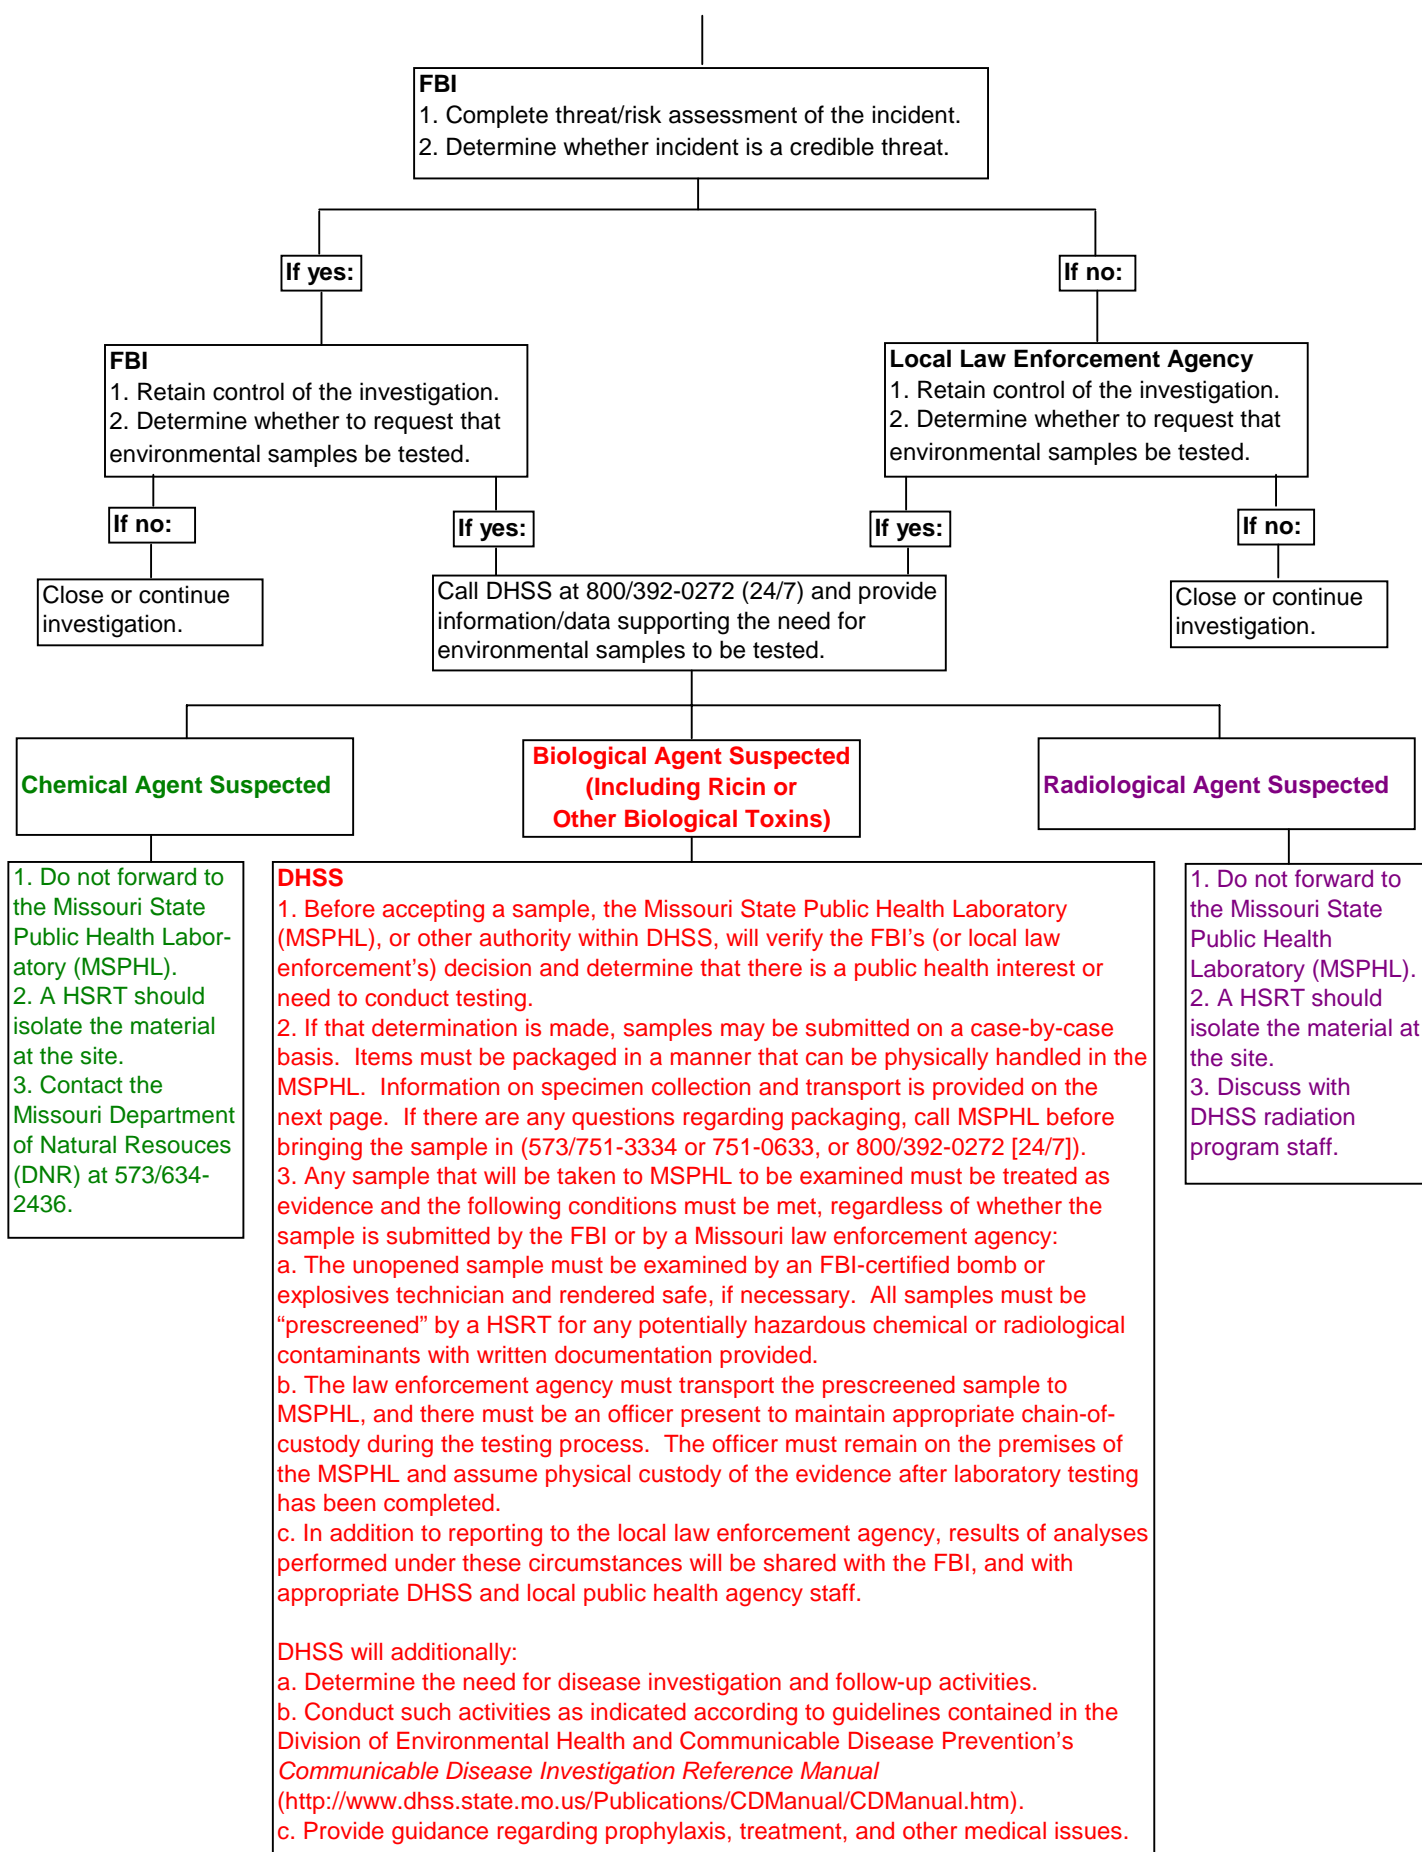 FBI
1. Complete threat/risk assessment of the incident.
2. Determine whether incident is a credible threat.
If yes:
If no:
FBI
1. Retain control of the investigation.
2. Determine whether to request that
environmental samples be tested.
Local Law Enforcement Agency
1. Retain control of the investigation.
2. Determine whether to request that
environmental samples be tested.
If no:
If yes:
If yes:
If no:
Close or continue
investigation.
Call DHSS at 800/392-0272 (24/7) and provide
information/data supporting the need for
environmental samples to be tested.
Close or continue
investigation.
Chemical Agent Suspected
Biological Agent Suspected
(Including Ricin or
Other Biological Toxins)
Radiological Agent Suspected
1. Do not forward to
the Missouri State
Public Health Labor-
atory (MSPHL).
2. A HSRT should
isolate the material
at the site.
3. Contact the
Missouri Department
of Natural Resouces
(DNR) at 573/634-
2436.
DHSS
1. Before accepting a sample, the Missouri State Public Health Laboratory
(MSPHL), or other authority within DHSS, will verify the FBI's (or local law
enforcement's) decision and determine that there is a public health interest or
need to conduct testing.
2. If that determination is made, samples may be submitted on a case-by-case
basis.  Items must be packaged in a manner that can be physically handled in the
MSPHL.  Information on specimen collection and transport is provided on the
next page.  If there are any questions regarding packaging, call MSPHL before
bringing the sample in (573/751-3334 or 751-0633, or 800/392-0272 [24/7]).
3. Any sample that will be taken to MSPHL to be examined must be treated as
evidence and the following conditions must be met, regardless of whether the
sample is submitted by the FBI or by a Missouri law enforcement agency:
a. The unopened sample must be examined by an FBI-certified bomb or
explosives technician and rendered safe, if necessary.  All samples must be
“prescreened” by a HSRT for any potentially hazardous chemical or radiological
contaminants with written documentation provided.
b. The law enforcement agency must transport the prescreened sample to
MSPHL, and there must be an officer present to maintain appropriate chain-of-
custody during the testing process.  The officer must remain on the premises of
the MSPHL and assume physical custody of the evidence after laboratory testing
has been completed.
c. In addition to reporting to the local law enforcement agency, results of analyses
performed under these circumstances will be shared with the FBI, and with
appropriate DHSS and local public health agency staff.
DHSS will additionally:
a. Determine the need for disease investigation and follow-up activities.
b. Conduct such activities as indicated according to guidelines contained in the
Division of Environmental Health and Communicable Disease Prevention's
Communicable Disease Investigation Reference Manual
(http://www.dhss.state.mo.us/Publications/CDManual/CDManual.htm).
c. Provide guidance regarding prophylaxis, treatment, and other medical issues.
1. Do not forward to
the Missouri State
Public Health
Laboratory (MSPHL).
2. A HSRT should
isolate the material at
the site.
3. Discuss with
DHSS radiation
program staff.